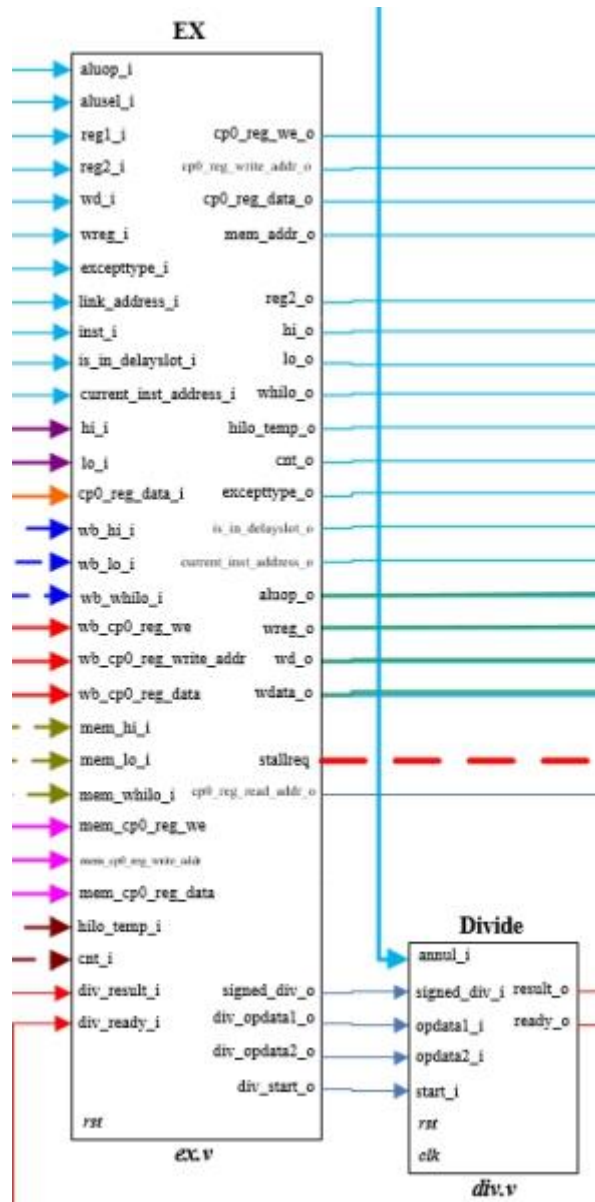 EX
aluop_i
alusel_i
reg1_i cp0_reg_we_o
reg2_i cp0_reg_write_addr_o
wd_i cp0_reg_data_o
wreg_i mem_addr_o
excepttype_i
link_address_i reg2_o
inst_i hi_o
is_in_delayslot_i lo_o
current_inst_address_i whilo_o
hi_i hilo_temp_o
lo_i cnt_o
cp0_reg_data_i excepttype_o
wb_hi_i is_in_delayslot_o
wb_lo_i current_inst_address_o
wb_whilo_i aluop_o
wb_cp0_reg_we wreg_o
wb_cp0_reg_write_addr wd_o
wb_cp0_reg_data wdata_o
mem_hi_i
mem_lo_i stallreq
mem_whilo_i cp0_reg_read_addr_o
mem_cp0_reg_we
mem_cp0_reg_write_addr
mem_cp0_reg_data
hilo_temp_i
cnt_i
div_result_i signed_div_o
div_ready_i div_opdata1_o
div_opdata2_o
div_start_o
rst
ex.v
Divide
annul_i
signed_div_i result_o
opdata1_i ready_o
opdata2_i
start_i
rst
clk
div.v